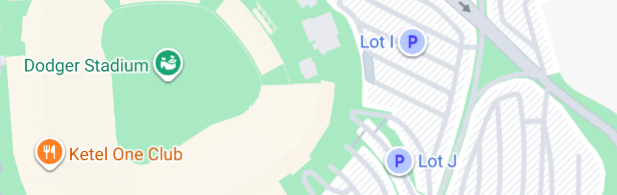 Lot I P
Dodger Stadium
Ketel One Club
P Lot J